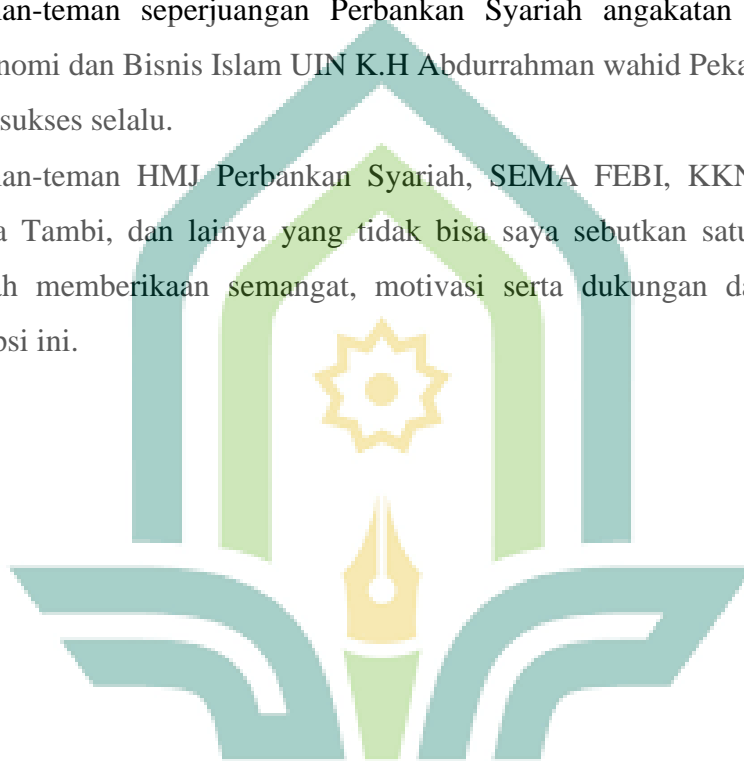 an-teman seperjuangan Perbankan Syariah angakatan
nomi dan Bisnis Islam UIN K.H Abdurrahman wahid Peka
sukses selalu.
an-teman HMJ Perbankan Syariah, SEMA FEBI, KKN
a Tambi, dan lainya yang tidak bisa saya sebutkan satu
ah memberikaan semangat, motivasi serta dukungan da
psi ini.